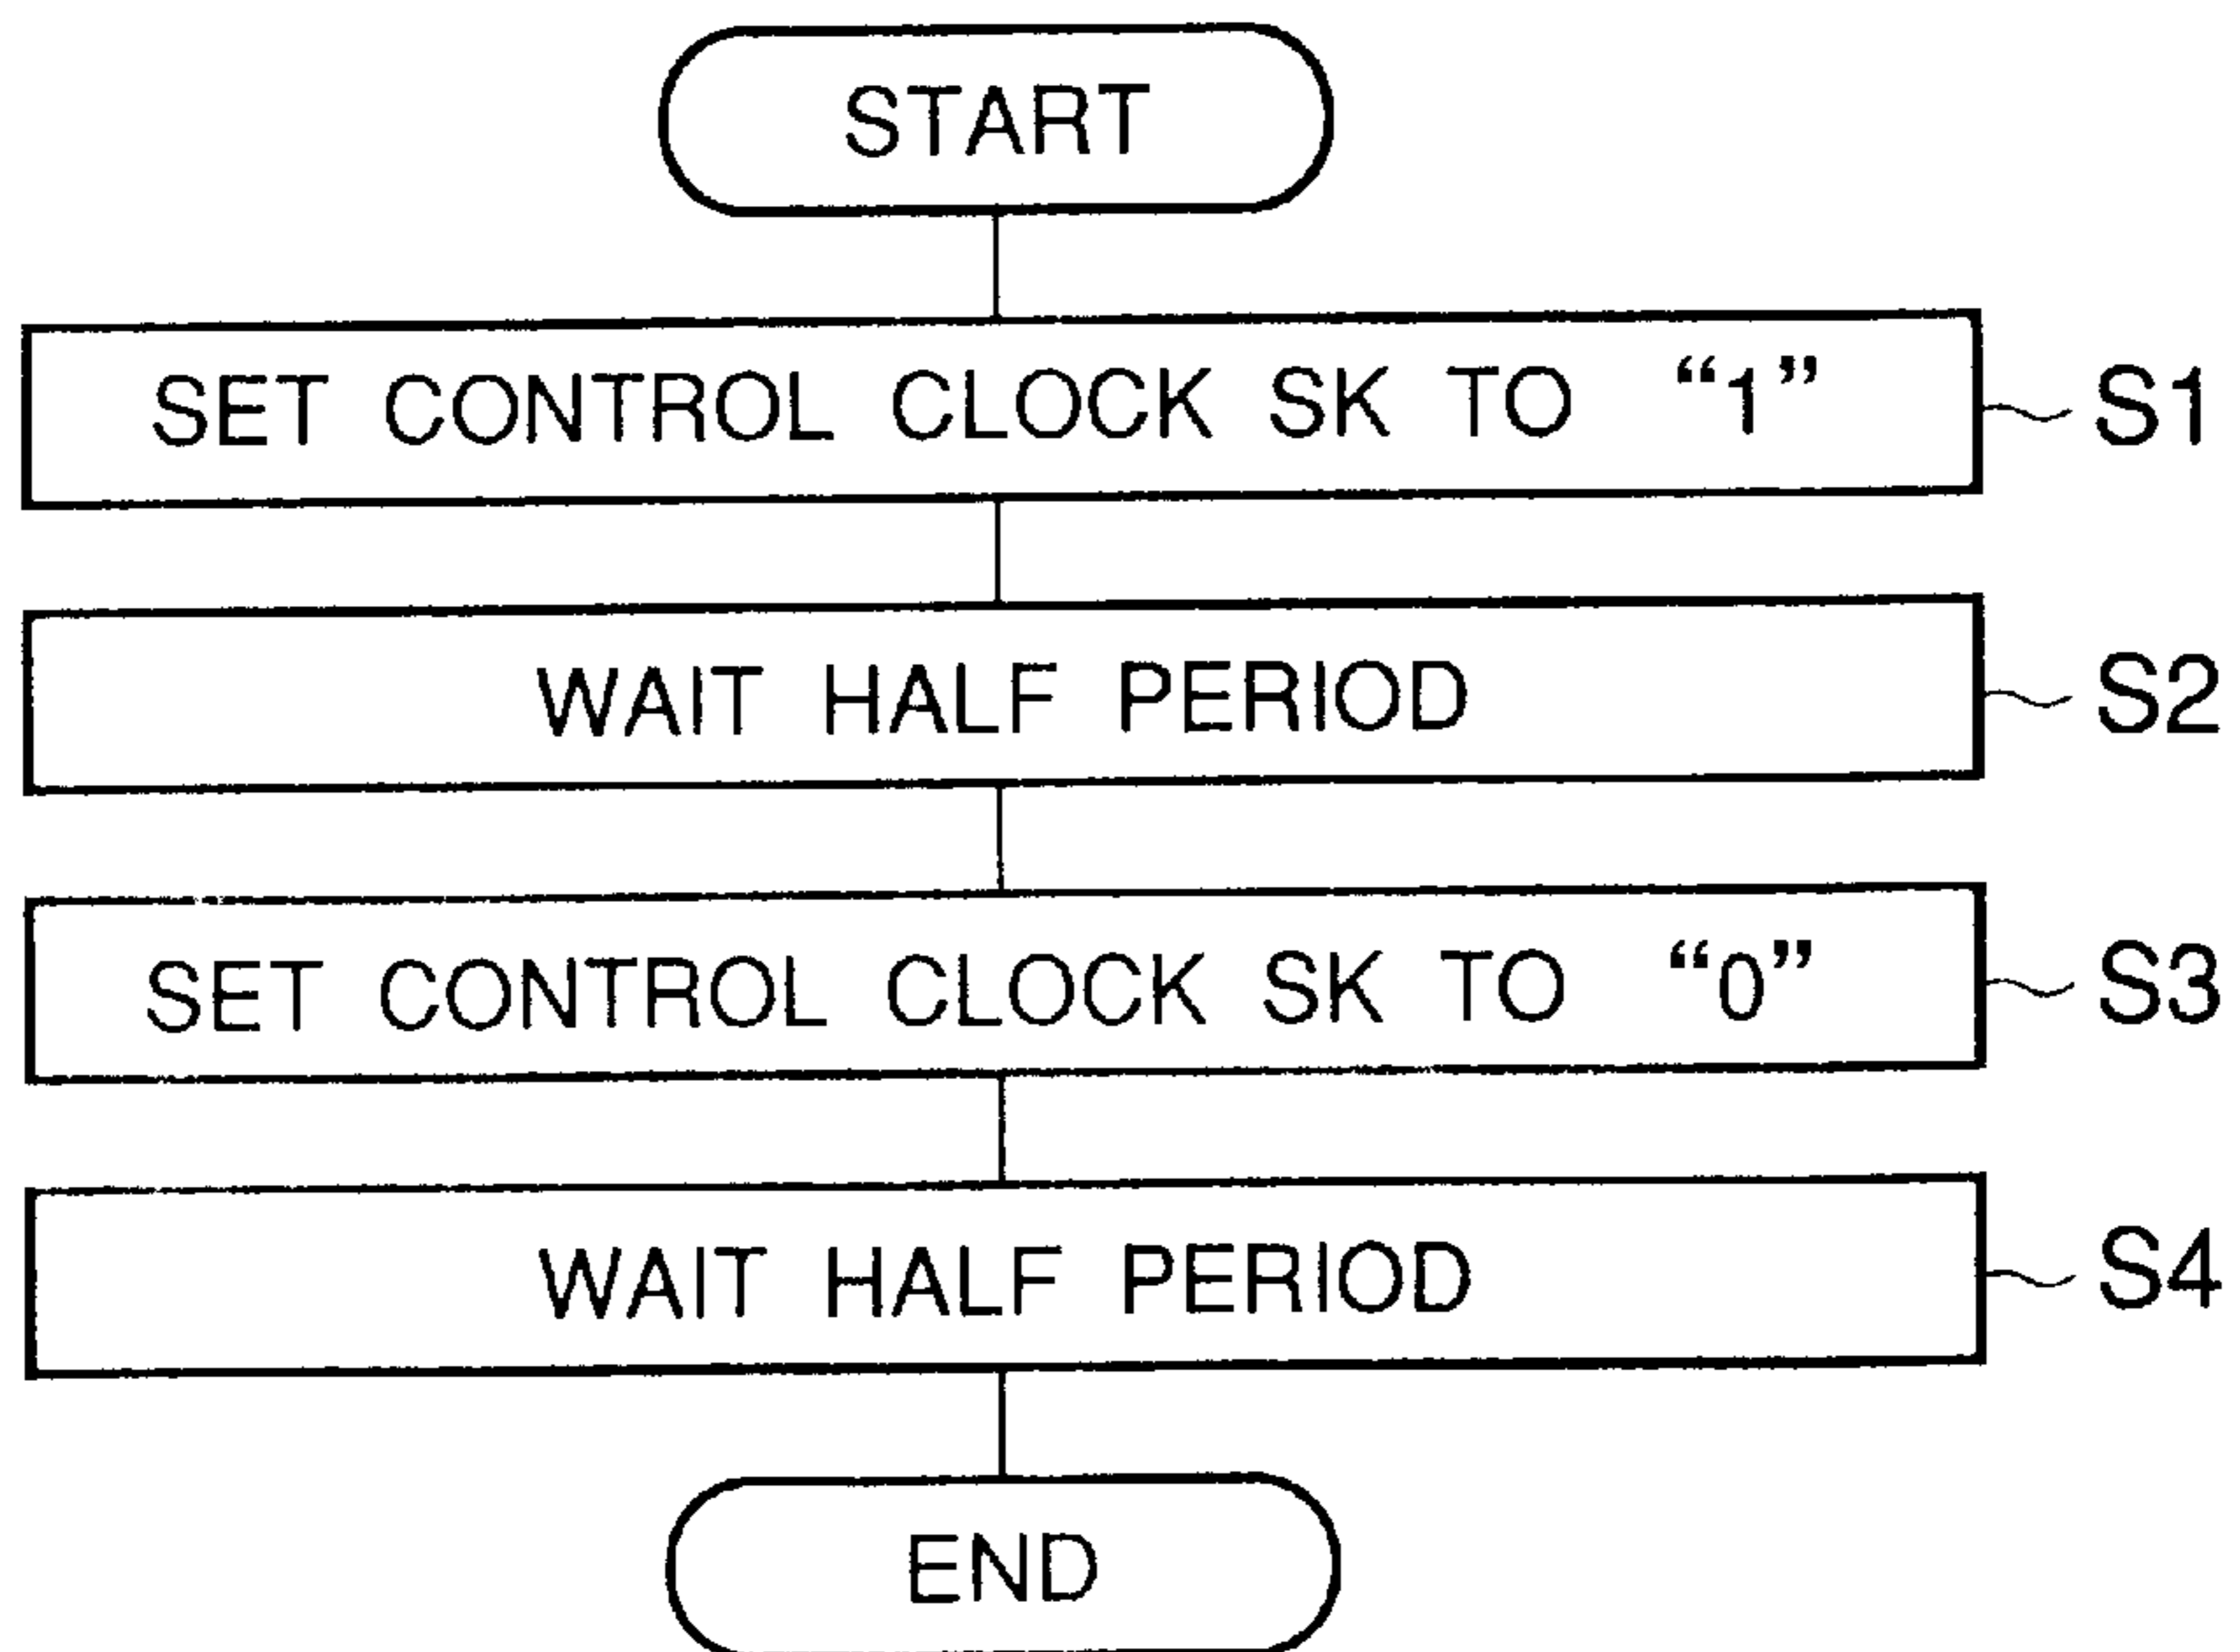 START
SET CONTROL CLOCK SK TO “1” S1
WAIT HALF PERIOD S2
SET CONTROL CLOCK SK TO “0” S3
WAIT HALF PERIOD S4
END